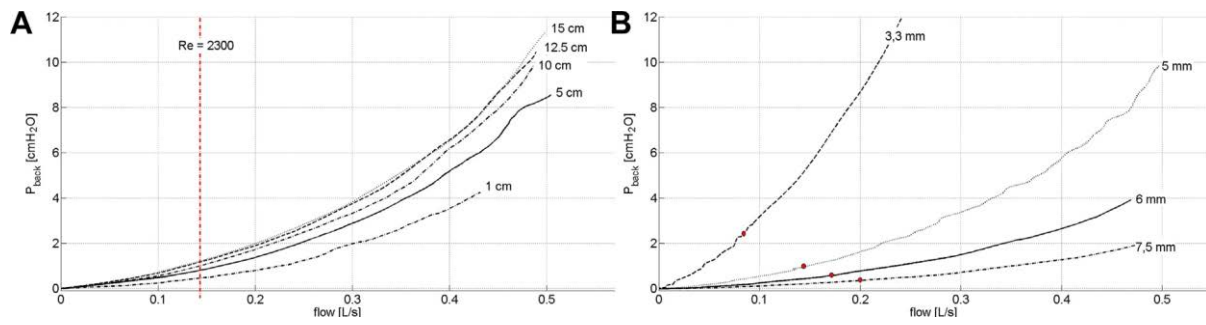 A
12
10
8
6
4
2
0
P_back [cmH2O]
Re = 2300
15 cm
12.5 cm
10 cm
5 cm
1 cm
0 0.1 0.2 0.3 0.4 0.5
flow [L/s]
B
12
10
8
6
4
2
0
P_back [cmH2O]
3,3 mm
5 mm
6 mm
7,5 mm
0 0.1 0.2 0.3 0.4 0.5
flow [L/s]